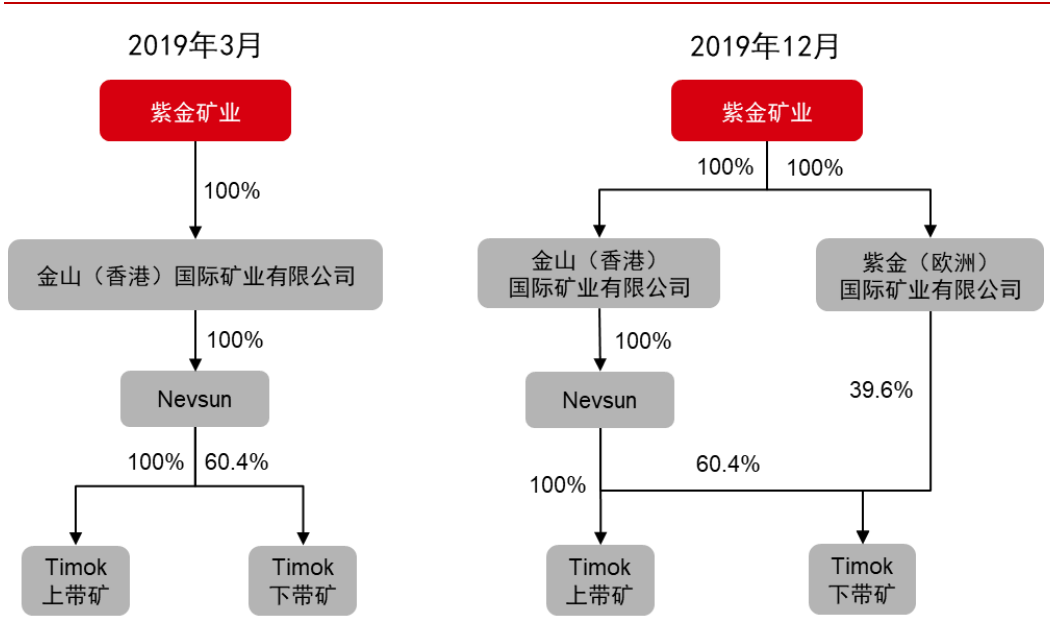 2019年3月
紫金矿业
100%
金山（香港）国际矿业有限公司
100%
Nevsun
100%
60.4%
Timok
上带矿
Timok
下带矿
2019年12月
紫金矿业
100%
100%
金山（香港）
国际矿业有限公司
紫金（欧洲）
国际矿业有限公司
100%
Nevsun
39.6%
60.4%
100%
Timok
上带矿
Timok
下带矿